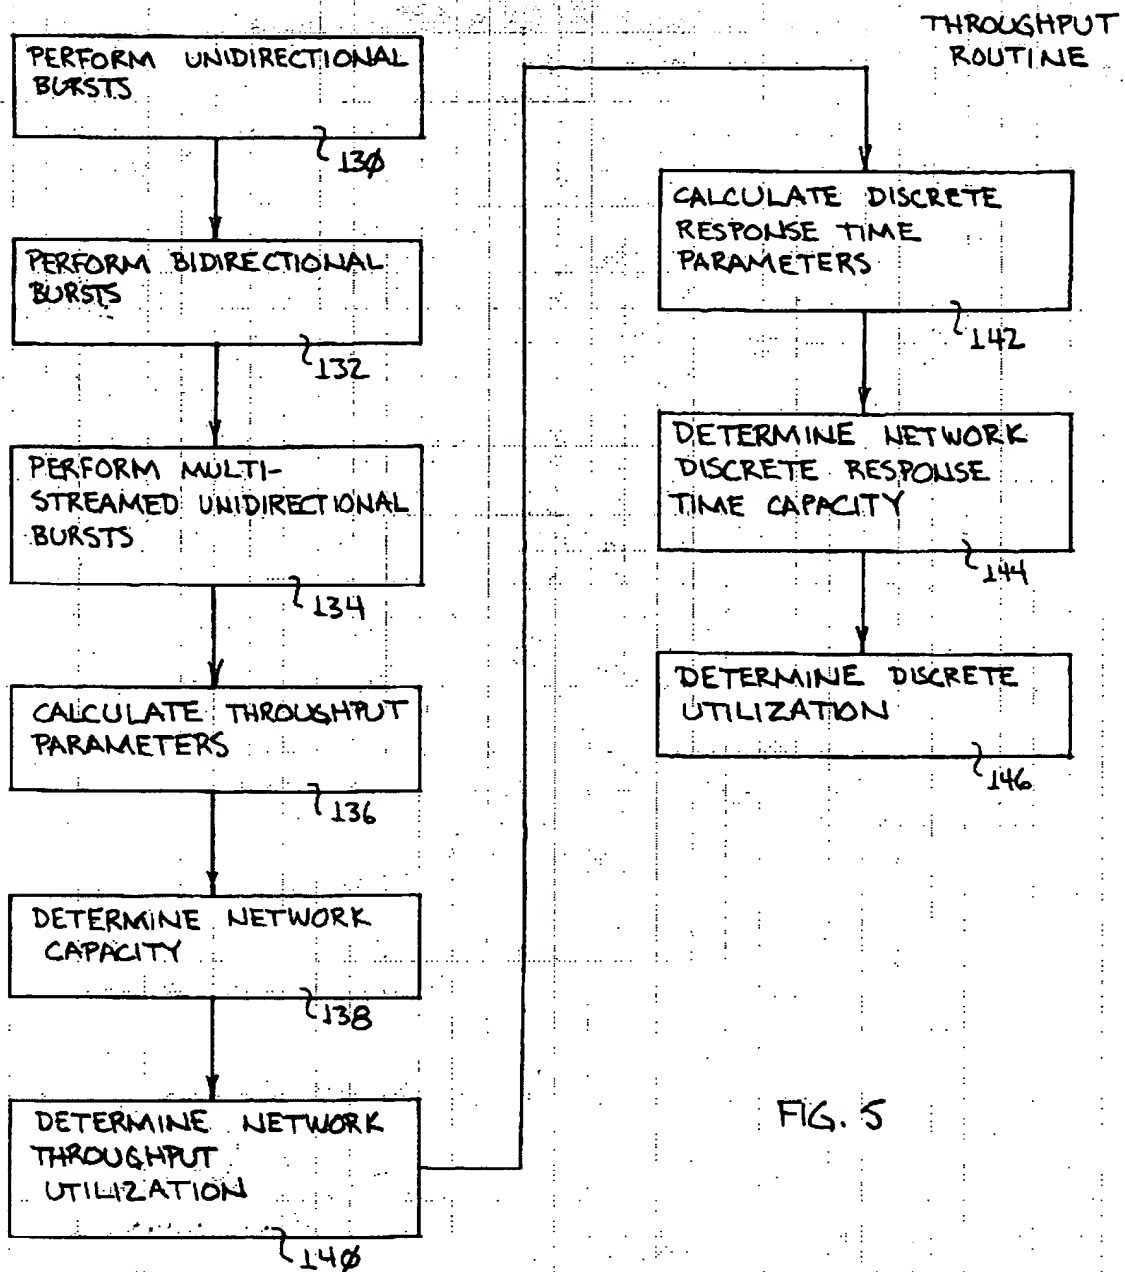 THROUGHPUT
ROUTINE
PERFORM UNIDIRECTIONAL
BURSTS
13Ø
PERFORM BIDIRECTIONAL
BURSTS
132
PERFORM MULTI-
STREAMED UNIDIRECTIONAL
BURSTS
134
CALCULATE THROUGHPUT
PARAMETERS
136
DETERMINE NETWORK
CAPACITY
138
DETERMINE NETWORK
THROUGHPUT
UTILIZATION
14Ø
CALCULATE DISCRETE
RESPONSE TIME
PARAMETERS
142
DETERMINE NETWORK
DISCRETE RESPONSE
TIME CAPACITY
144
DETERMINE DISCRETE
UTILIZATION
146
FIG. 5